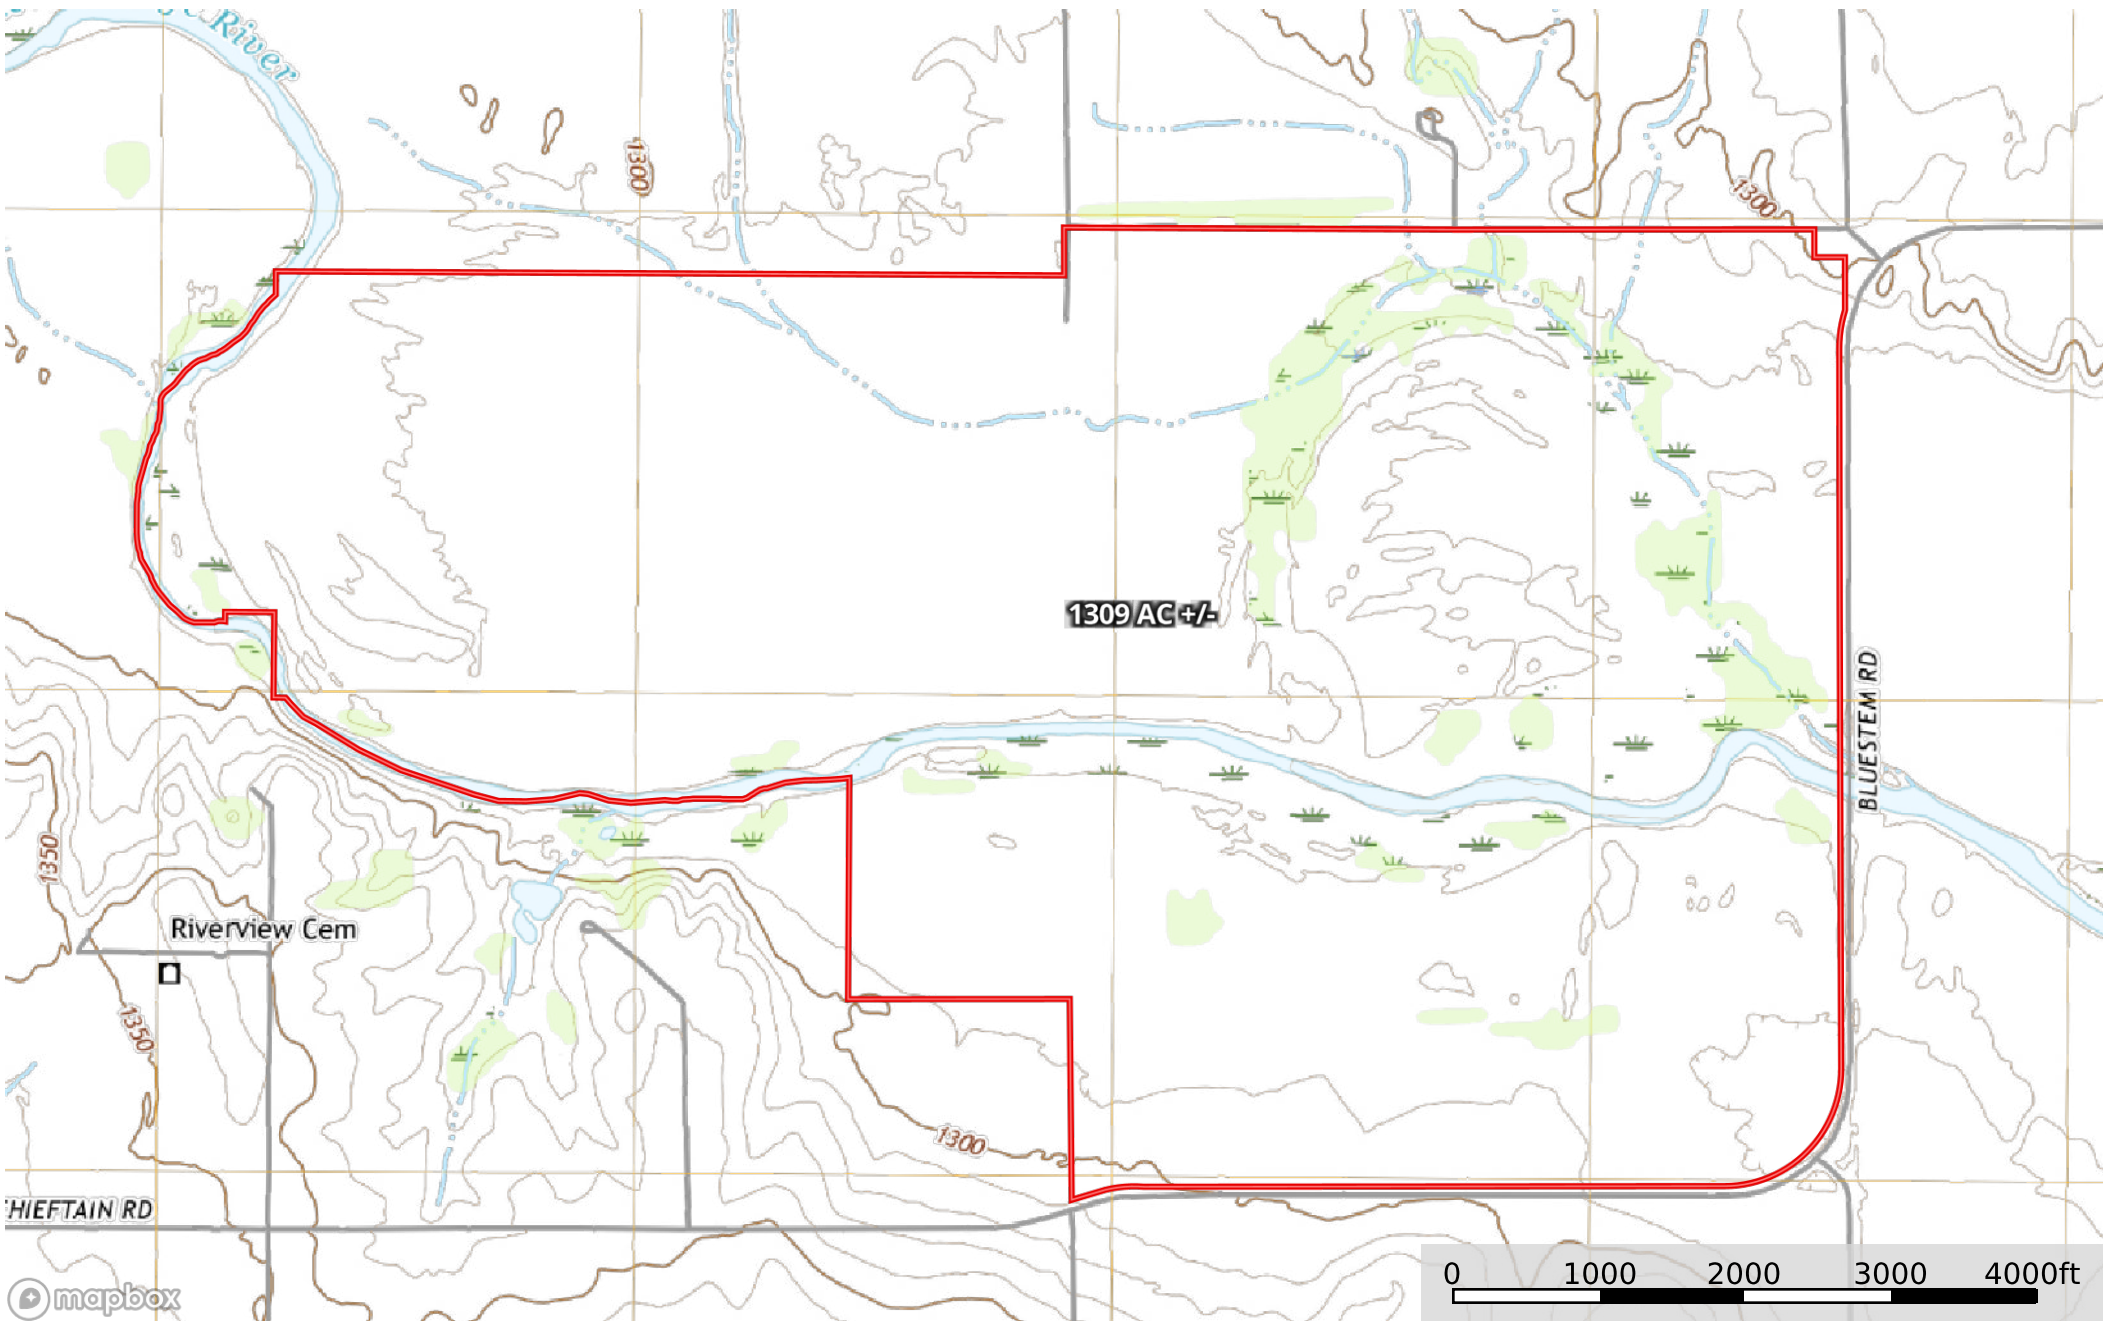 River
1300
1300
1309 AC +/-
BLUESTEM RD
1350
Riverview Cem
1350
1300
HIEFTAIN RD
0 1000 2000 3000 4000ft
mapbox